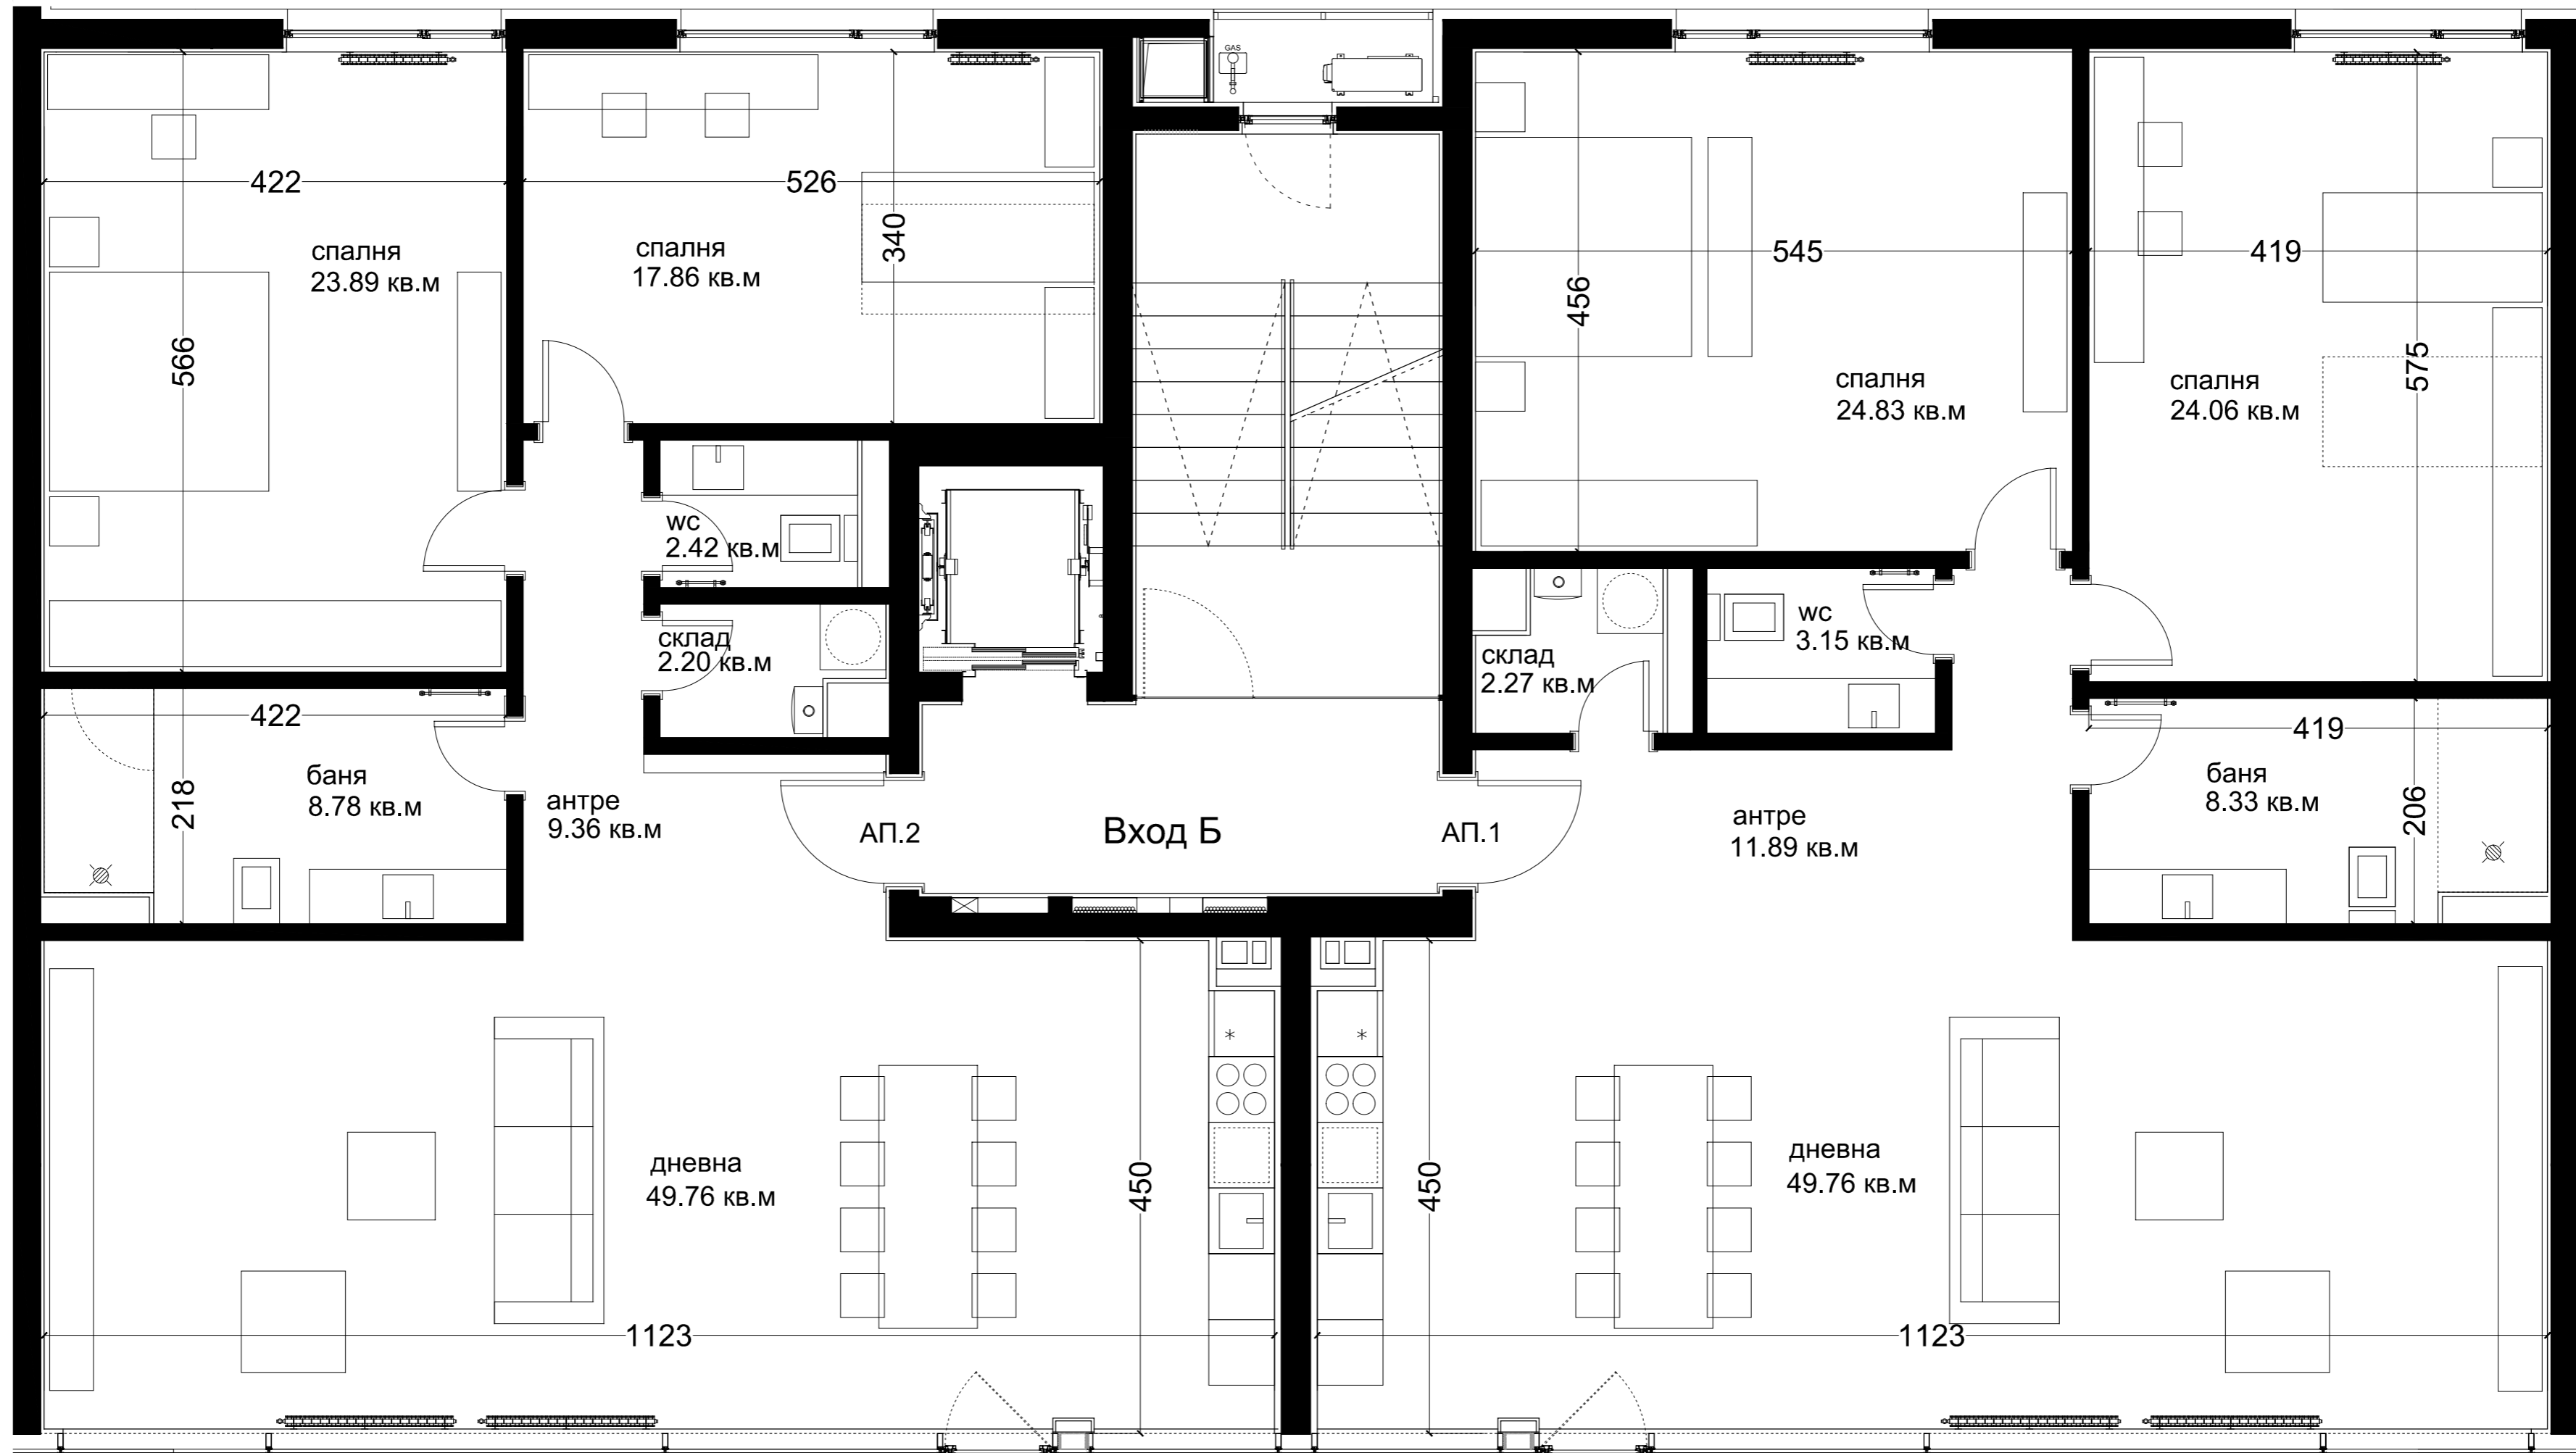 GAS
422
526
340
спалня
23.89 кв.м
спалня
17.86 кв.м
566
545
419
456
575
спалня
24.83 кв.м
спалня
24.06 кв.м
wc
2.42 кв.м
склад
2.20 кв.м
wc
3.15 кв.м
склад
2.27 кв.м
422
218
баня
8.78 кв.м
антре
9.36 кв.м
АП.2
Вход Б
АП.1
антре
11.89 кв.м
419
206
баня
8.33 кв.м
дневна
49.76 кв.м
450
450
дневна
49.76 кв.м
1123
1123